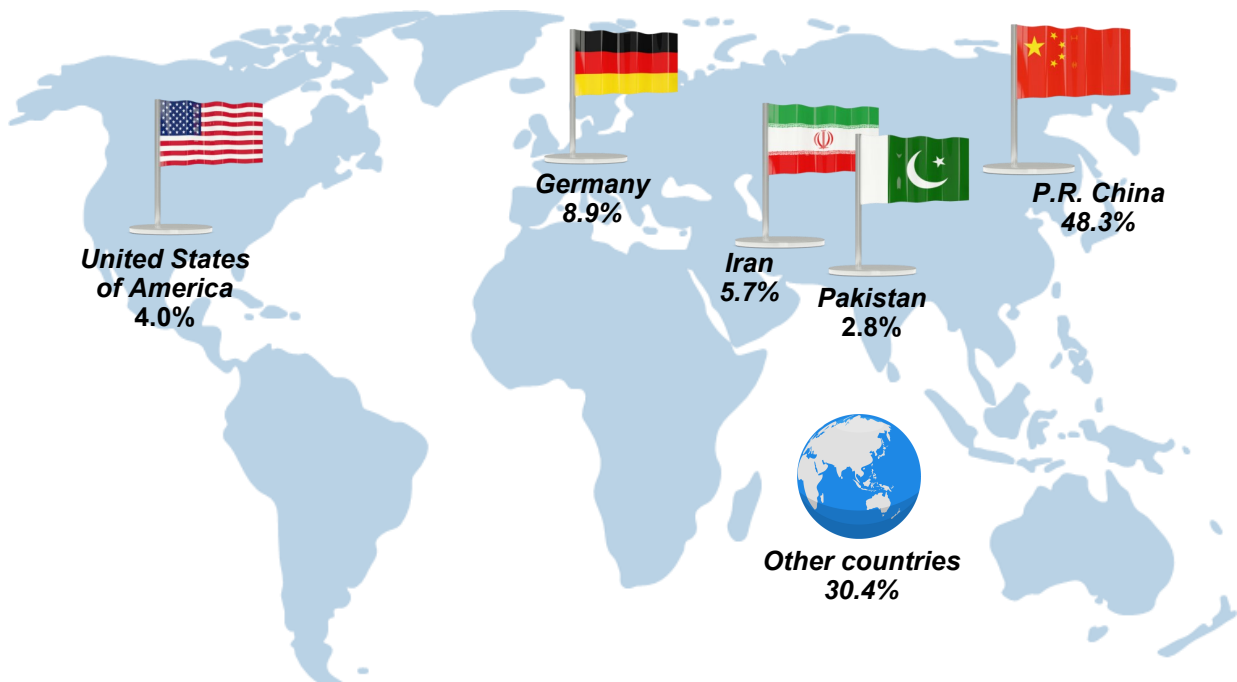 United States
of America
4.0%
Germany
8.9%
Iran
5.7%
Pakistan
2.8%
P.R. China
48.3%
Other countries
30.4%